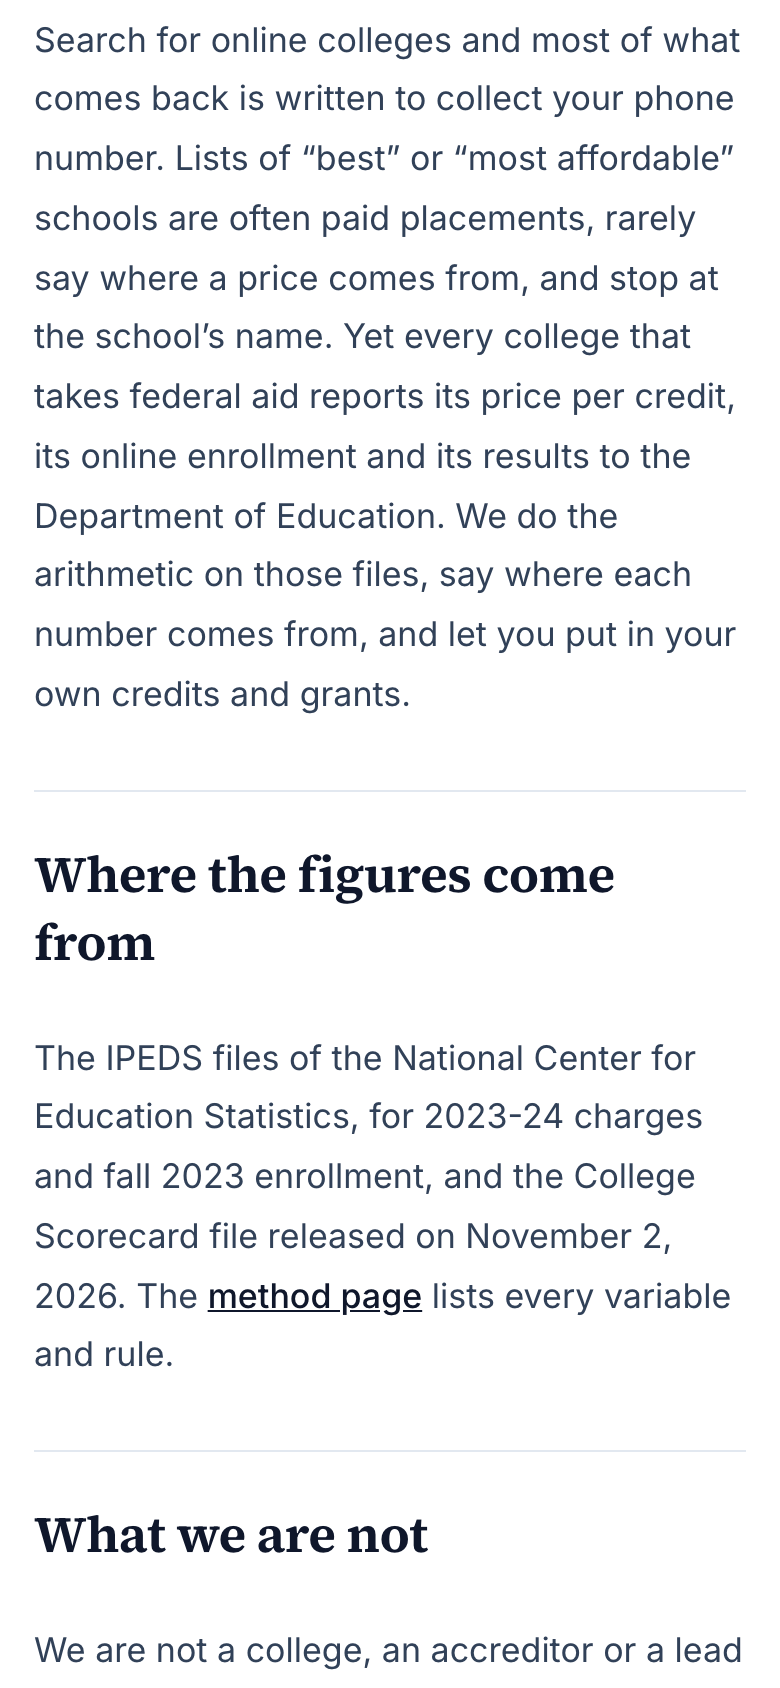 Search for online colleges and most of what
comes back is written to collect your phone
number. Lists of “best” or “most affordable”
schools are often paid placements, rarely
say where a price comes from, and stop at
the school’s name. Yet every college that
takes federal aid reports its price per credit,
its online enrollment and its results to the
Department of Education. We do the
arithmetic on those files, say where each
number comes from, and let you put in your
own credits and grants.
Where the figures come
from
The IPEDS files of the National Center for
Education Statistics, for 2023-24 charges
and fall 2023 enrollment, and the College
Scorecard file released on November 2,
2026. The method page lists every variable
and rule.
What we are not
We are not a college, an accreditor or a lead